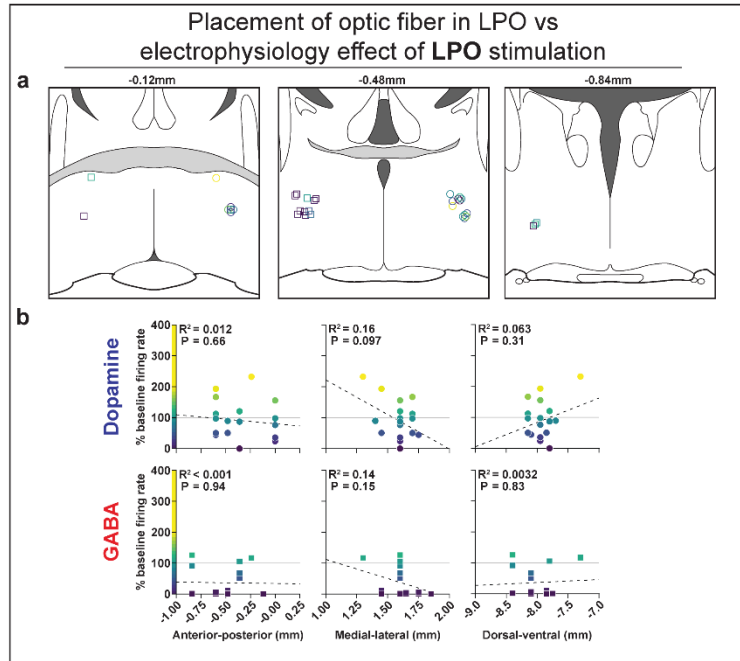 Placement of optic fiber in LPO vs
electrophysiology effect of LPO stimulation
a
-0.12mm
-0.48mm
-0.84mm
b
Dopamine
% baseline firing rate
400
300
200
100
0
R² = 0.012
P = 0.66
R² = 0.16
P = 0.097
R² = 0.063
P = 0.31
GABA
% baseline firing rate
400
300
200
100
0
R² < 0.001
P = 0.94
R² = 0.14
P = 0.15
R² = 0.0032
P = 0.83
-1.00 -0.75 -0.50 -0.25 -0.00 0.25
1.00 1.25 1.50 1.75 2.00
-9.0 -8.5 -8.0 -7.5 -7.0
Anterior-posterior (mm)
Medial-lateral (mm)
Dorsal-ventral (mm)